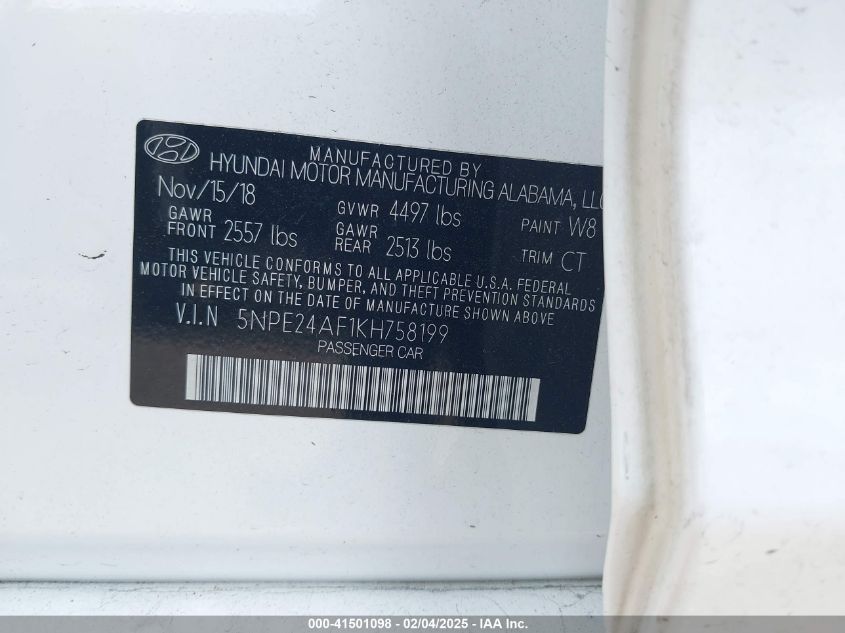 MANUFACTURED BY
HYUNDAI MOTOR MANUFACTURING ALABAMA, LLC
Nov/15/18 GVWR 4497 lbs PAINT W8
GAWR FRONT 2557 lbs GAWR REAR 2513 lbs TRIM CT
THIS VEHICLE CONFORMS TO ALL APPLICABLE U.S.A. FEDERAL
MOTOR VEHICLE SAFETY, BUMPER, AND THEFT PREVENTION STANDARDS
IN EFFECT ON THE DATE OF MANUFACTURE SHOWN ABOVE
V.I.N 5NPE24AF1KH758199
PASSENGER CAR
000-41501098 - 02/04/2025 - IAA Inc.